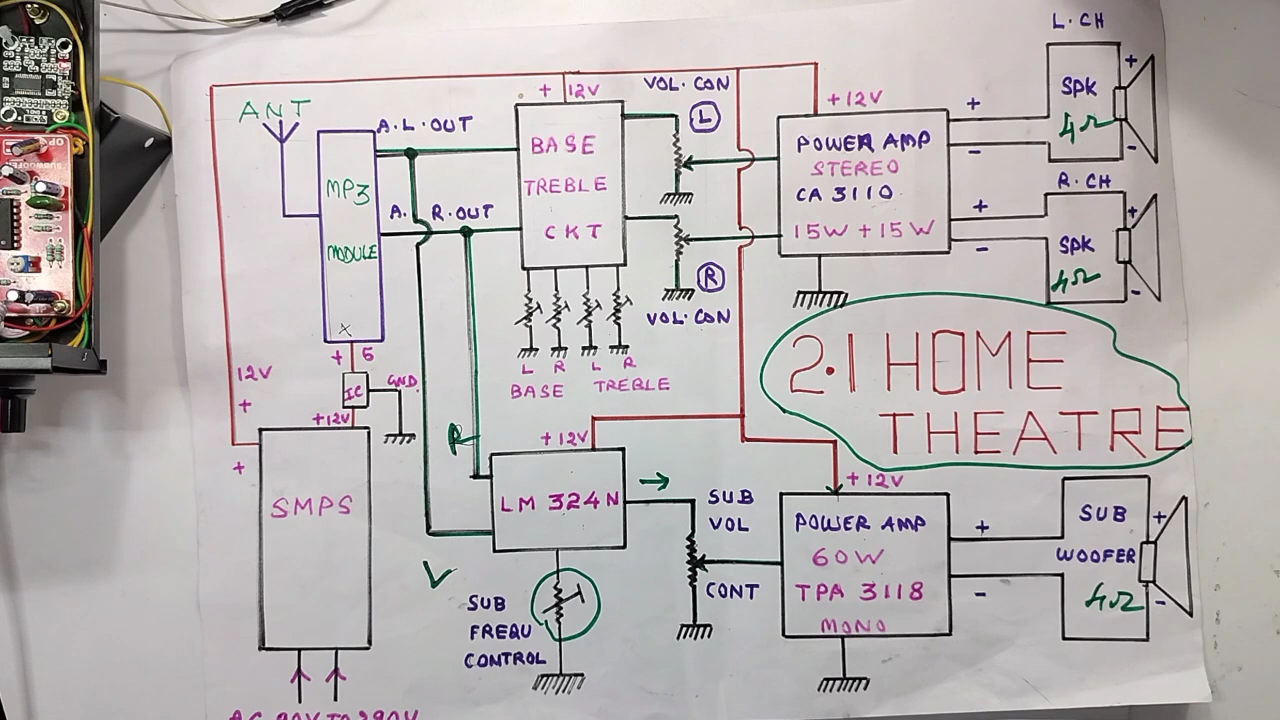 L. CH
SPK
4Ω
+
-
R. CH
SPK
4Ω
+
-
ANT
A. L. OUT
MP3
MODULE
X
A. R. OUT
+ 5
IC
GND
+12V
12V
+
+
SMPS
+ 12V
BASE
TREBLE
CKT
L R L R
BASE TREBLE
VOL. CON
L
R
VOL. CON
+12V
POWER AMP
STEREO
CA 3110
15W + 15W
+
-
+
-
2.1 HOME
THEATRE
R
+12V
LM 324N
SUB
FREQU
CONTROL
SUB
VOL
CONT
+ 12V
POWER AMP
60W
TPA 3118
MONO
+
-
SUB
WOOFER
4Ω
+
-
SUBWOOFER